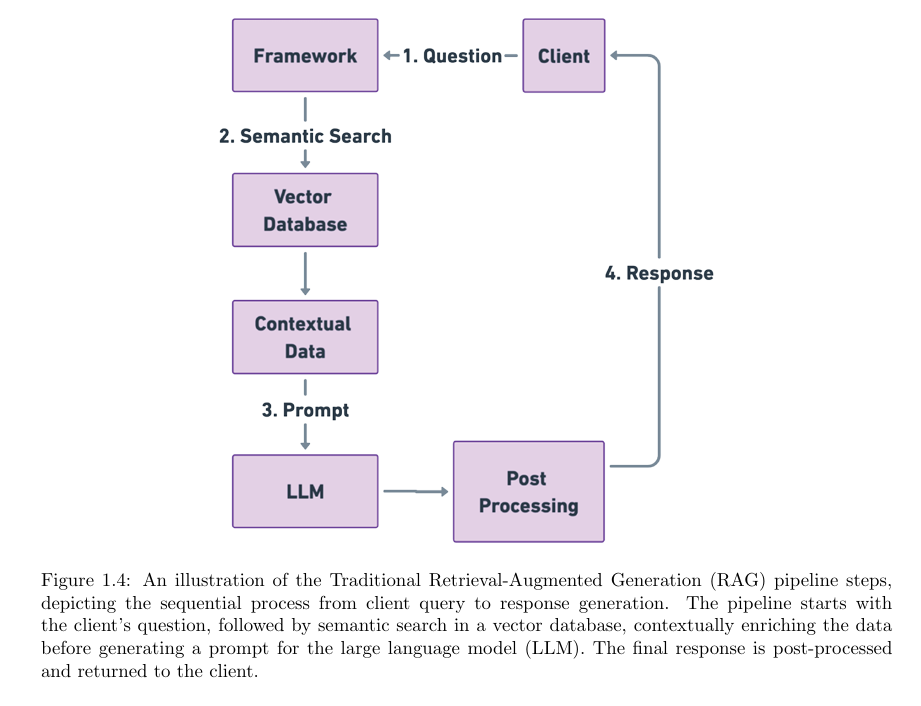 Framework
1. Question
Client
2. Semantic Search
Vector
Database
Contextual
Data
4. Response
3. Prompt
LLM
Post
Processing
Figure 1.4: An illustration of the Traditional Retrieval-Augmented Generation (RAG) pipeline steps,
depicting the sequential process from client query to response generation. The pipeline starts with
the client's question, followed by semantic search in a vector database, contextually enriching the data
before generating a prompt for the large language model (LLM). The final response is post-processed
and returned to the client.